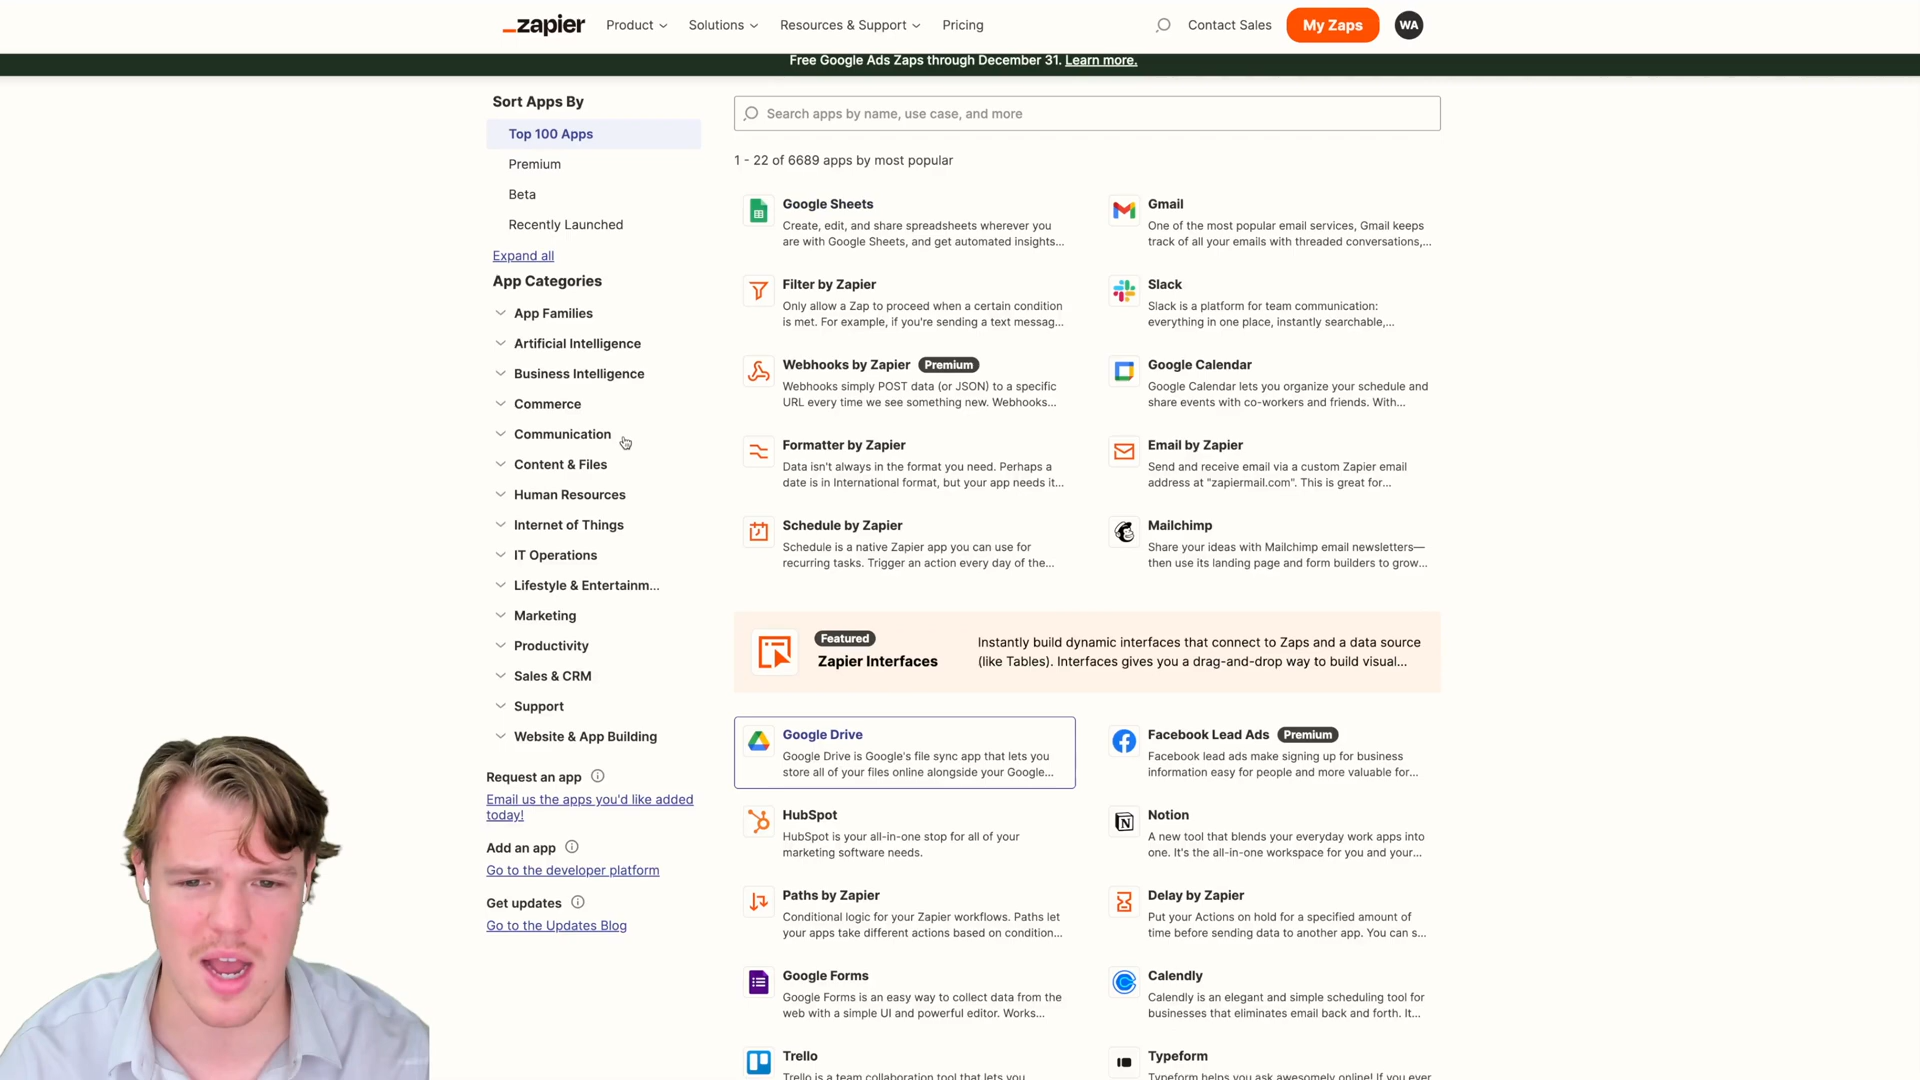 zapier
Product
Solutions
Resources & Support
Pricing
Contact Sales
My Zaps
WA
Free Google Ads Zaps through December 31. Learn more.
Sort Apps By
Top 100 Apps
Premium
Beta
Recently Launched
Expand all
App Categories
App Families
Artificial Intelligence
Business Intelligence
Commerce
Communication
Content & Files
Human Resources
Internet of Things
IT Operations
Lifestyle & Entertainm...
Marketing
Productivity
Sales & CRM
Support
Website & App Building
Request an app
Email us the apps you'd like added
today!
Add an app
Go to the developer platform
Get updates
Go to the Updates Blog
Search apps by name, use case, and more
1 - 22 of 6689 apps by most popular
Google Sheets
Create, edit, and share spreadsheets wherever you
are with Google Sheets, and get automated insights...
Gmail
One of the most popular email services, Gmail keeps
track of all your emails with threaded conversations,...
Filter by Zapier
Only allow a Zap to proceed when a certain condition
is met. For example, if you're sending a text messag...
Slack
Slack is a platform for team communication:
everything in one place, instantly searchable,...
Webhooks by Zapier Premium
Webhooks simply POST data (or JSON) to a specific
URL every time we see something new. Webhooks...
Google Calendar
Google Calendar lets you organize your schedule and
share events with co-workers and friends. With...
Formatter by Zapier
Data isn't always in the format you need. Perhaps a
date is in International format, but your app needs it...
Email by Zapier
Send and receive email via a custom Zapier email
address at "zapiermail.com". This is great for...
Schedule by Zapier
Schedule is a native Zapier app you can use for
recurring tasks. Trigger an action every day of the...
Mailchimp
Share your ideas with Mailchimp email newsletters—
then use its landing page and form builders to grow...
Featured
Zapier Interfaces
Instantly build dynamic interfaces that connect to Zaps and a data source
(like Tables). Interfaces gives you a drag-and-drop way to build visual...
Google Drive
Google Drive is Google's file sync app that lets you
store all of your files online alongside your Google...
Facebook Lead Ads Premium
Facebook lead ads make signing up for business
information easy for people and more valuable for...
HubSpot
HubSpot is your all-in-one stop for all of your
marketing software needs.
Notion
A new tool that blends your everyday work apps into
one. It's the all-in-one workspace for you and your...
Paths by Zapier
Conditional logic for your Zapier workflows. Paths let
your apps take different actions based on condition...
Delay by Zapier
Put your Actions on hold for a specified amount of
time before sending data to another app. You can s...
Google Forms
Google Forms is an easy way to collect data from the
web with a simple UI and powerful editor. Works...
Calendly
Calendly is an elegant and simple scheduling tool for
businesses that eliminates email back and forth. It...
Trello
Trello is a team collaboration tool that lets you
Typeform
Typeform helps you ask awesomely online! If you ever